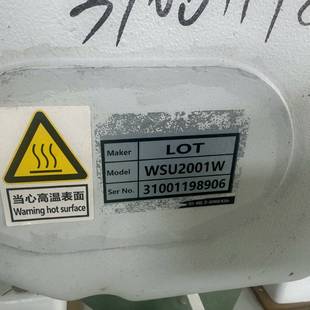 当心高温表面
Warning hot surface
Maker LOT
Model WSU2001W
Ser No. 31001198906